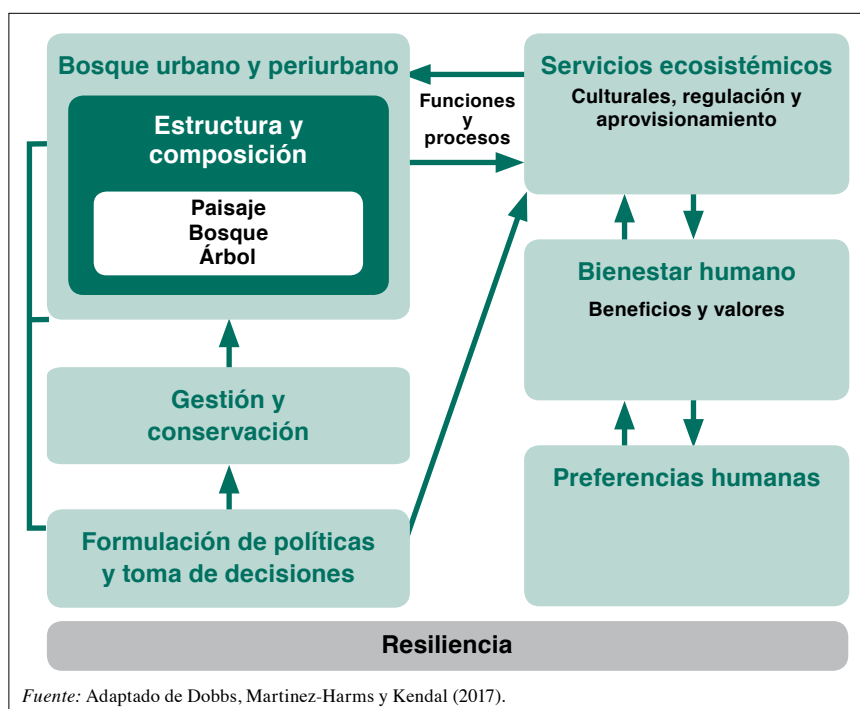 Bosque urbano y periurbano
Estructura y
composición
Paisaje
Bosque
Árbol
Gestión y
conservación
Formulación de políticas
y toma de decisiones
Funciones
y
procesos
Servicios ecosistémicos
Culturales, regulación y
aprovisionamiento
Bienestar humano
Beneficios y valores
Preferencias humanas
Resiliencia
Fuente: Adaptado de Dobbs, Martinez-Harms y Kendal (2017).